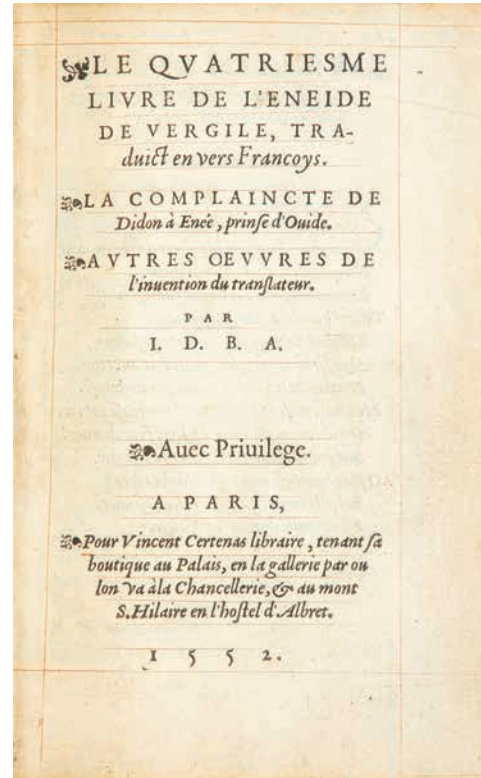 LE QVATRIESME
LIVRE DE L'ENEIDE
DE VERGILE, TRA-
duict en vers Francoys.
LA COMPLAINCTE DE
Didon à Eneé, prinſe d'Ouide.
AVTRES OEVVRES DE
l'inuention du tranſlateur.
PAR
I. D. B. A.
Auec Priuilege.
A PARIS,
Pour Vincent Certenas libraire, tenant ſa
boutique au Palais, en la gallerie par ou
lon va àla Chancellerie, & au mont
S. Hilaire en l'hoſtel d'Albret.
1552.